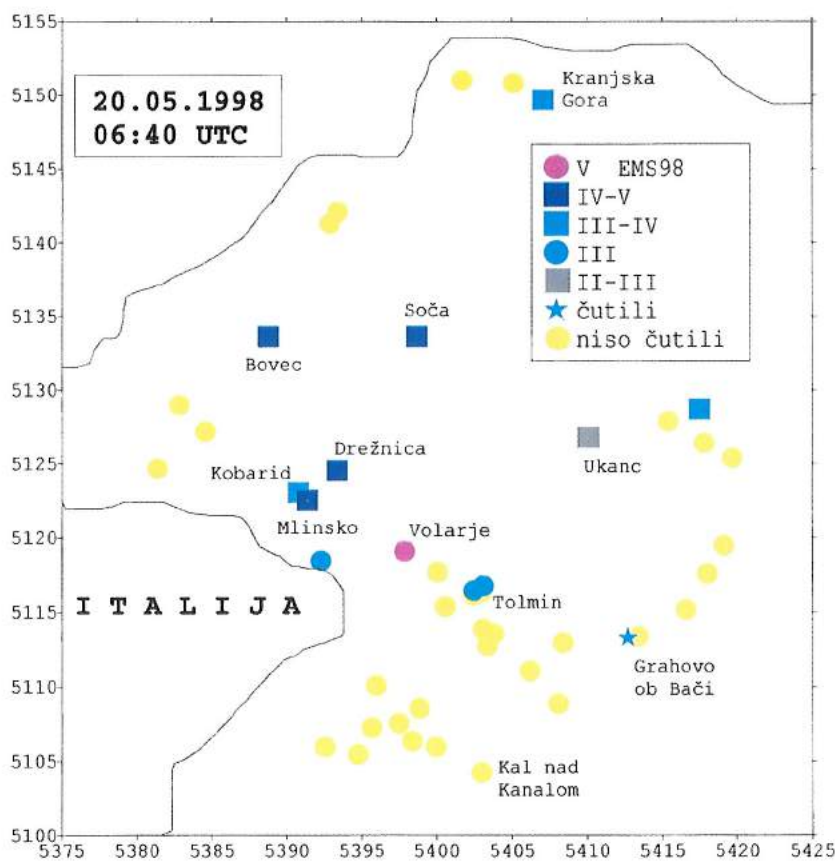 5155
5150
5145
5140
5135
5130
5125
5120
5115
5110
5105
5100
20.05.1998
06:40 UTC
Kranjska
Gora
V EMS98
IV-V
III-IV
III
II-III
čutili
niso čutili
Soča
Bovec
Drežnica
Kobarid
Ukanc
Mlinsko
Volarje
ITALIJA
Tolmin
Grahovo
ob Bači
Kal nad
Kanalom
5375 5380 5385 5390 5395 5400 5405 5410 5415 5420 5425